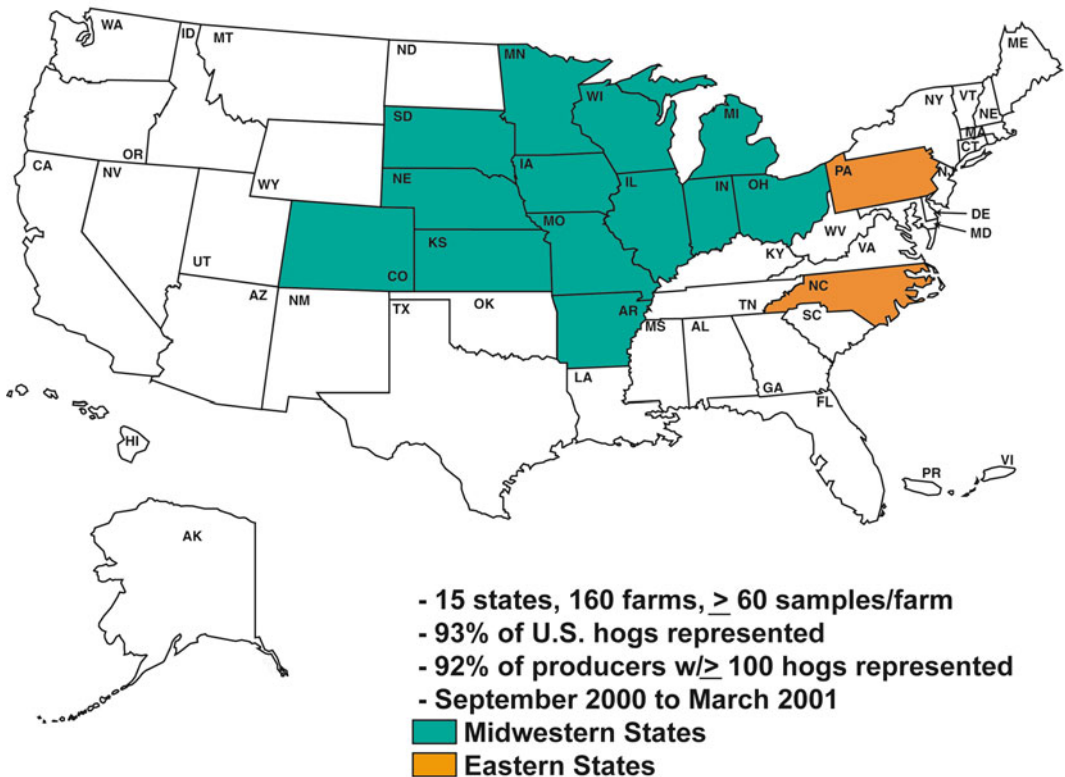 WA
ID
MT
ND
MN
ME
WI
NY
VT
NE
MA
CT
MI
SD
OR
IA
PA
NJ
CA
NV
WY
NE
IL
IN
OH
DE
MD
MO
WV
VA
KS
KY
UT
CO
NC
AZ
NM
TX
OK
AR
TN
SC
MS
AL
LA
GA
FL
HI
PR
VI
AK
- 15 states, 160 farms, ≥ 60 samples/farm
- 93% of U.S. hogs represented
- 92% of producers w/≥ 100 hogs represented
- September 2000 to March 2001
Midwestern States
Eastern States